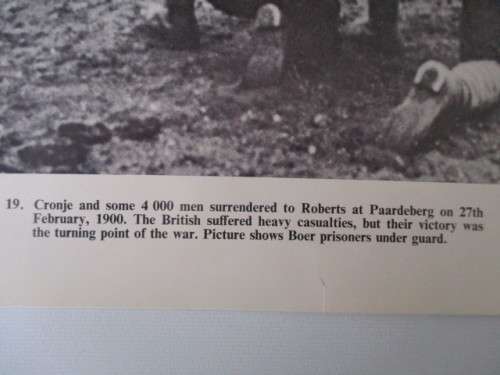 19. Cronje and some 4 000 men surrendered to Roberts at Paardeberg on 27th
February, 1900. The British suffered heavy casualties, but their victory was
the turning point of the war. Picture shows Boer prisoners under guard.